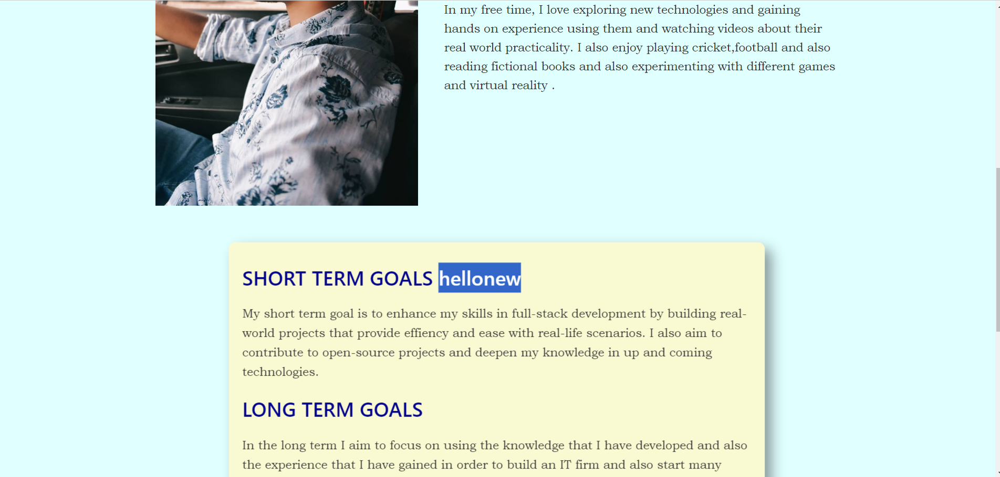 In my free time, I love exploring new technologies and gaining
hands on experience using them and watching videos about their
real world practicality. I also enjoy playing cricket,football and also
reading fictional books and also experimenting with different games
and virtual reality .
SHORT TERM GOALS hellonew
My short term goal is to enhance my skills in full-stack development by building real-
world projects that provide effiency and ease with real-life scenarios. I also aim to
contribute to open-source projects and deepen my knowledge in up and coming
technologies.
LONG TERM GOALS
In the long term I aim to focus on using the knowledge that I have developed and also
the experience that I have gained in order to build an IT firm and also start many